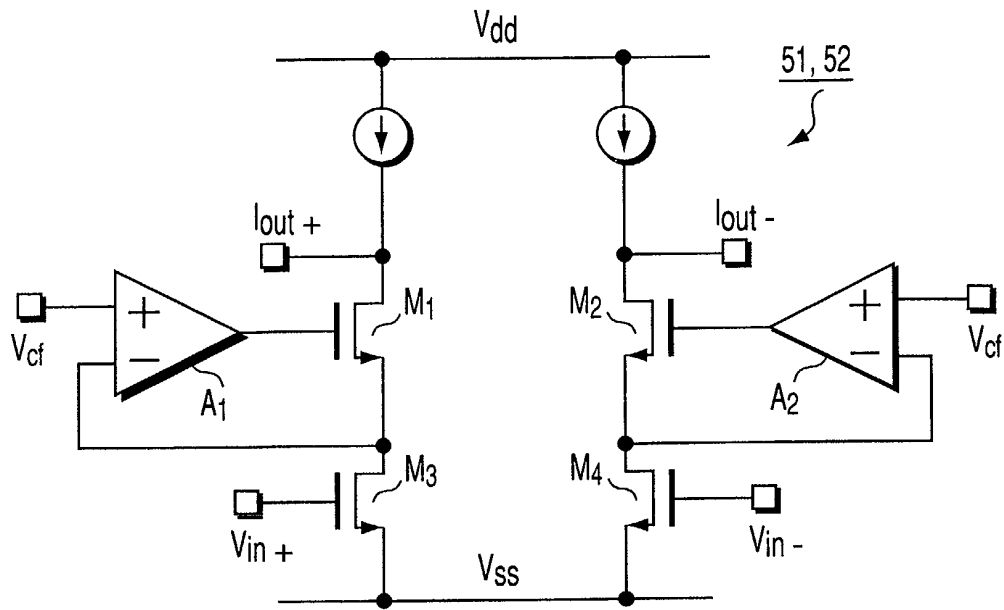 Vdd
51, 52
Iout +
Iout -
+
−
Vcf
A1
M1
M2
+
−
Vcf
A2
M3
M4
Vin +
Vin -
Vss